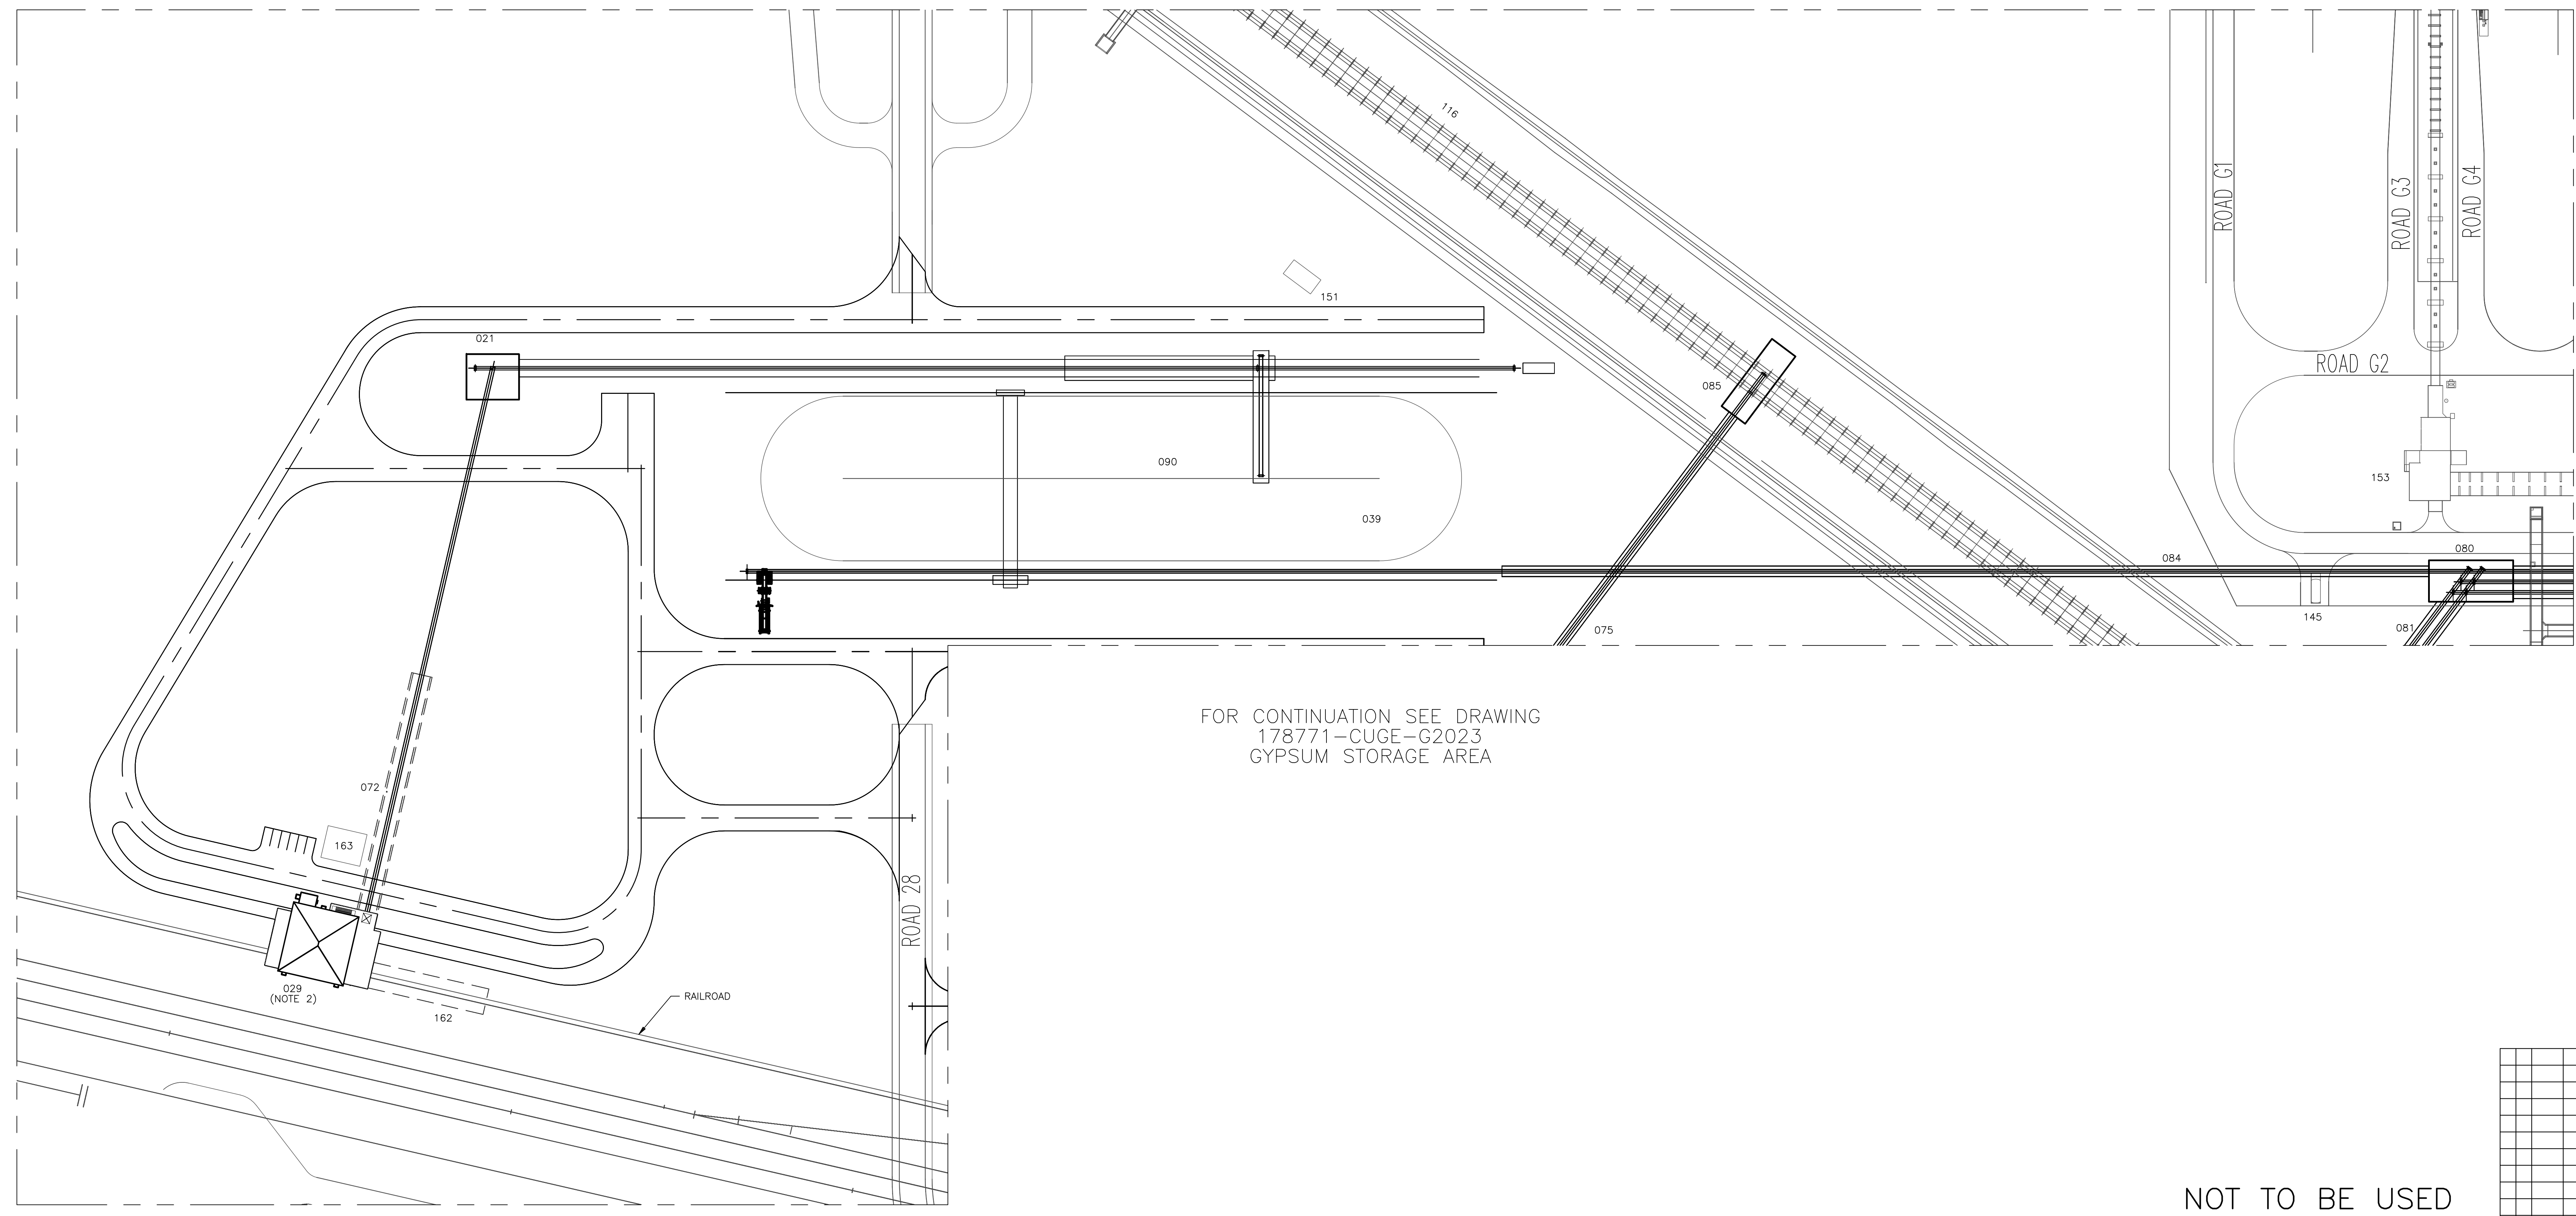 116
ROAD G1
ROAD G3
ROAD G4
151
021
ROAD G2
085
090
153
039
080
084
145
075
081
FOR CONTINUATION SEE DRAWING
178771-CUGE-G2023
GYPSUM STORAGE AREA
072
163
ROAD 28
029
(NOTE 2)
RAILROAD
162
NOT TO BE USED